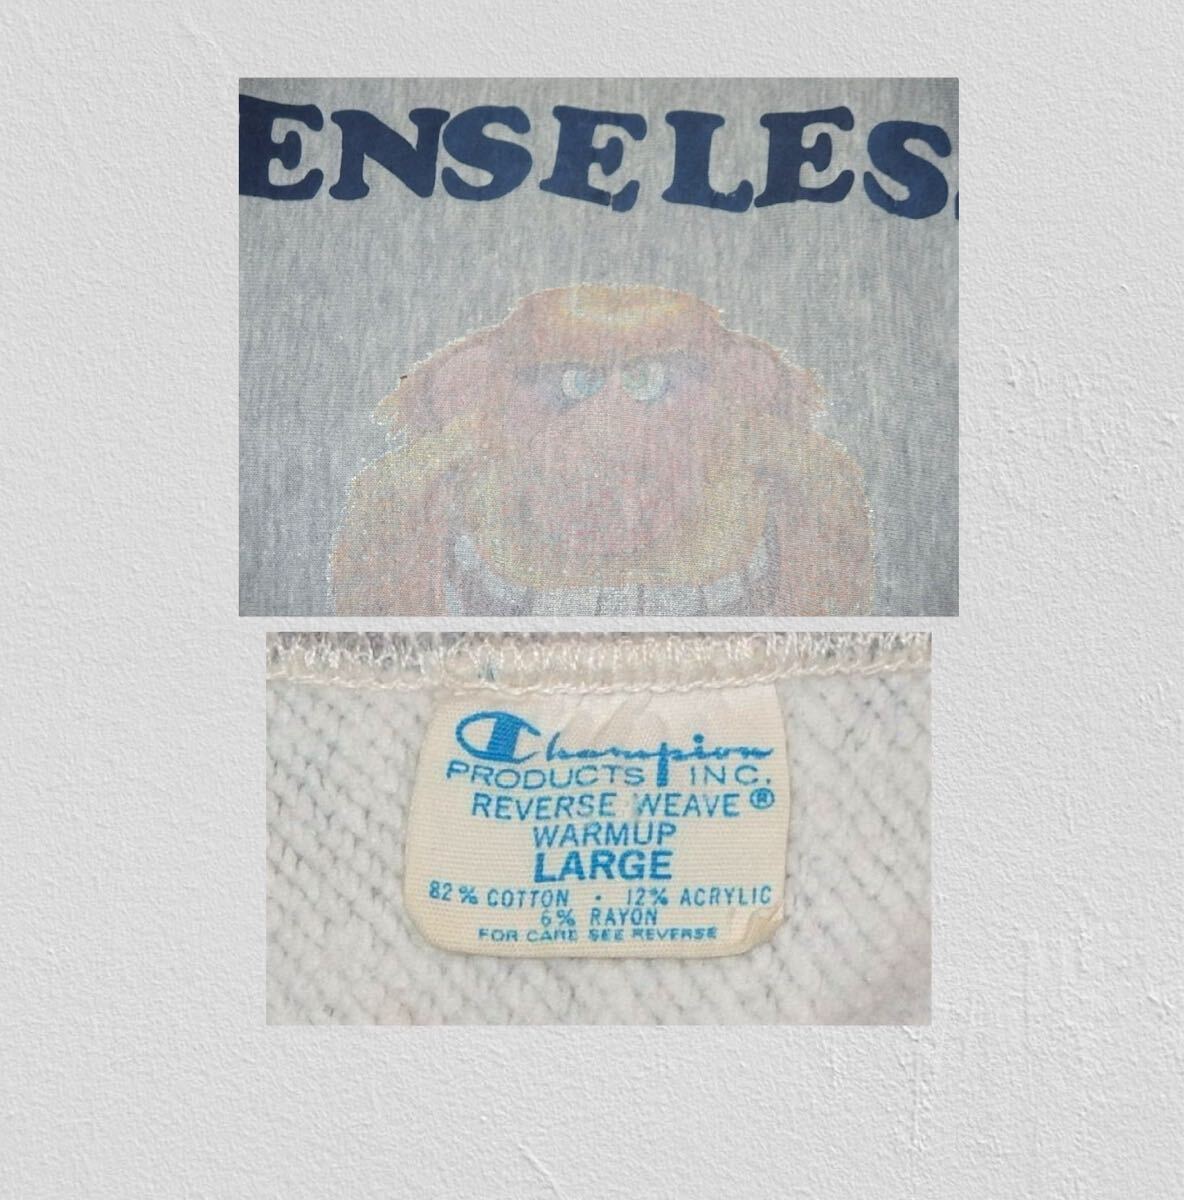 ENSELES
Champion
PRODUCTS INC.
REVERSE WEAVE®
WARMUP
LARGE
82% COTTON · 12% ACRYLIC
6% RAYON
FOR CARE SEE REVERSE